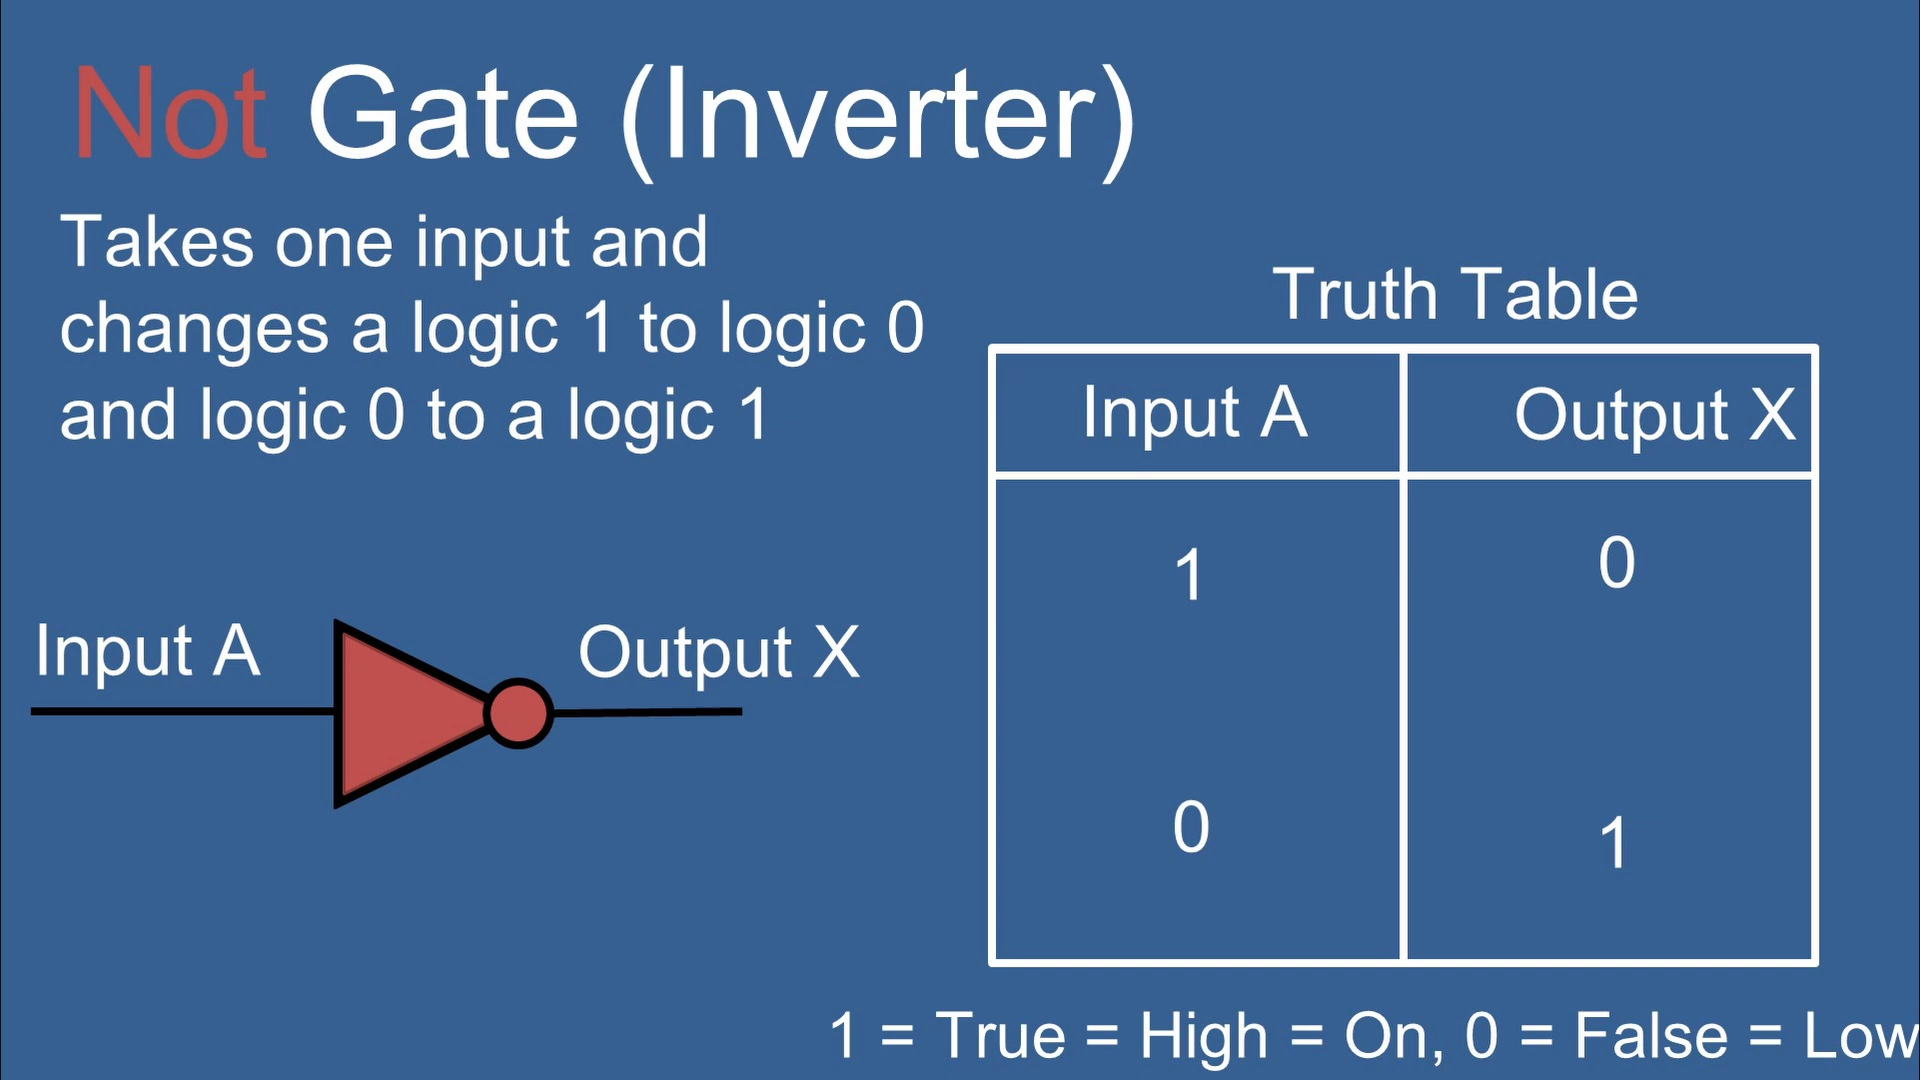 Not Gate (Inverter)
Takes one input and
changes a logic 1 to logic 0
and logic 0 to a logic 1
Input A
Output X
Truth Table
Input A Output X
1 0
0 1
1 = True = High = On, 0 = False = Low